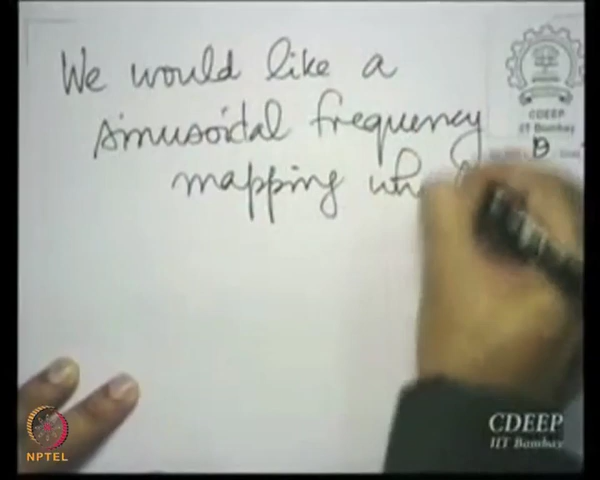 We would like a
sinusoidal frequency
mapping
CDEEP
IIT Bombay
CDEEP
IIT Bombay
NPTEL